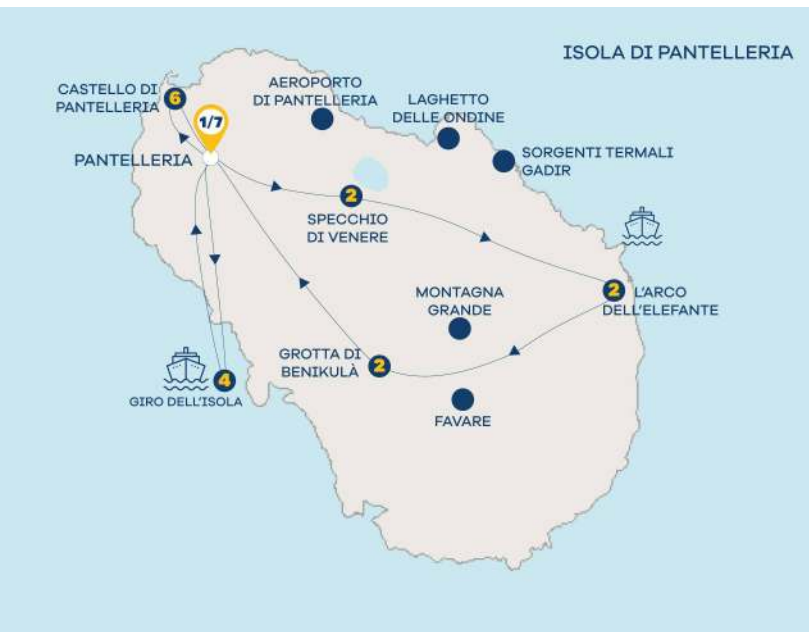 ISOLA DI PANTELLERIA
CASTELLO DI
PANTELLERIA
6
AEROPORTO
DI PANTELLERIA
LAGHETTO
DELLE ONDINE
1/7
PANTELLERIA
SORGENTI TERMALI
GADIR
2
SPECCHIO
DI VENERE
2
L'ARCO
DELL'ELEFANTE
MONTAGNA
GRANDE
GROTTA DI
BENIKULÀ
2
4
GIRO DELL'ISOLA
FAVARE